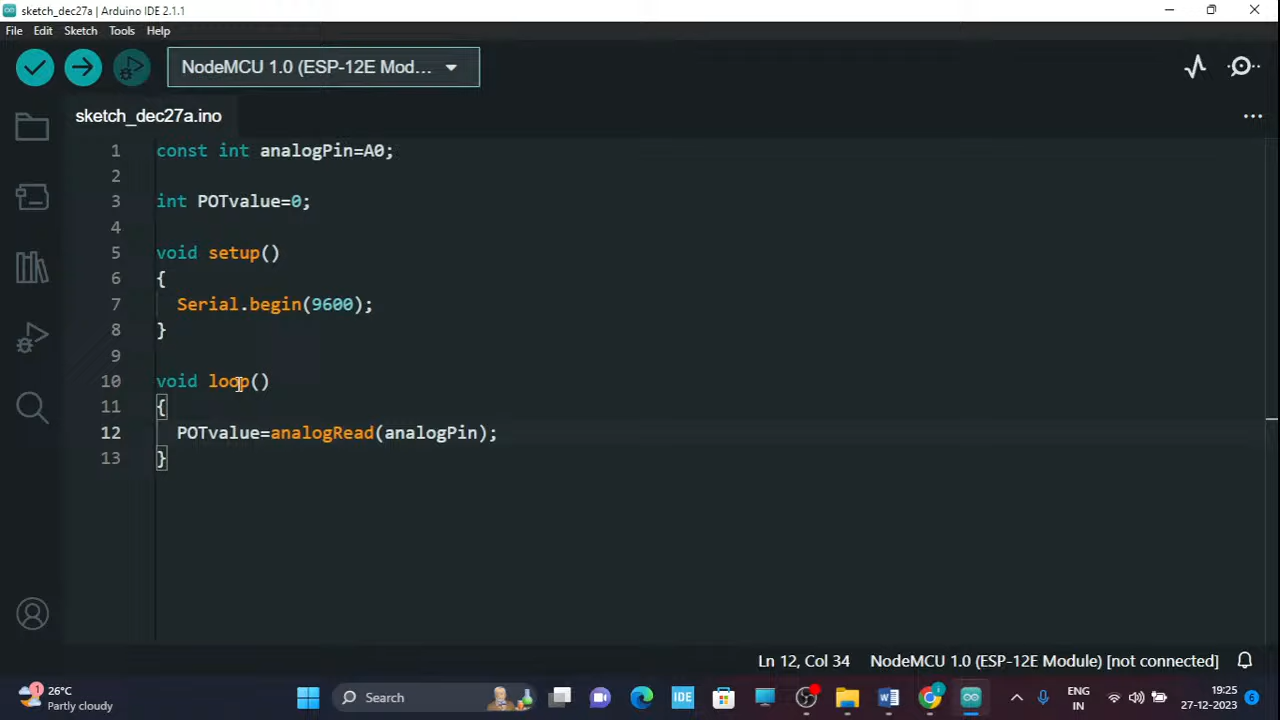 sketch_dec27a | Arduino IDE 2.1.1
File Edit Sketch Tools Help
NodeMCU 1.0 (ESP-12E Mod...
sketch_dec27a.ino
1 const int analogPin=A0;
2
3 int POTvalue=0;
4
5 void setup()
6 {
7 Serial.begin(9600);
8 }
9
10 void loop()
11 {
12 POTvalue=analogRead(analogPin);
13 }
Ln 12, Col 34 NodeMCU 1.0 (ESP-12E Module) [not connected]
1 26°C
Partly cloudy
Search
IDE
ENG
IN
19:25
27-12-2023
6